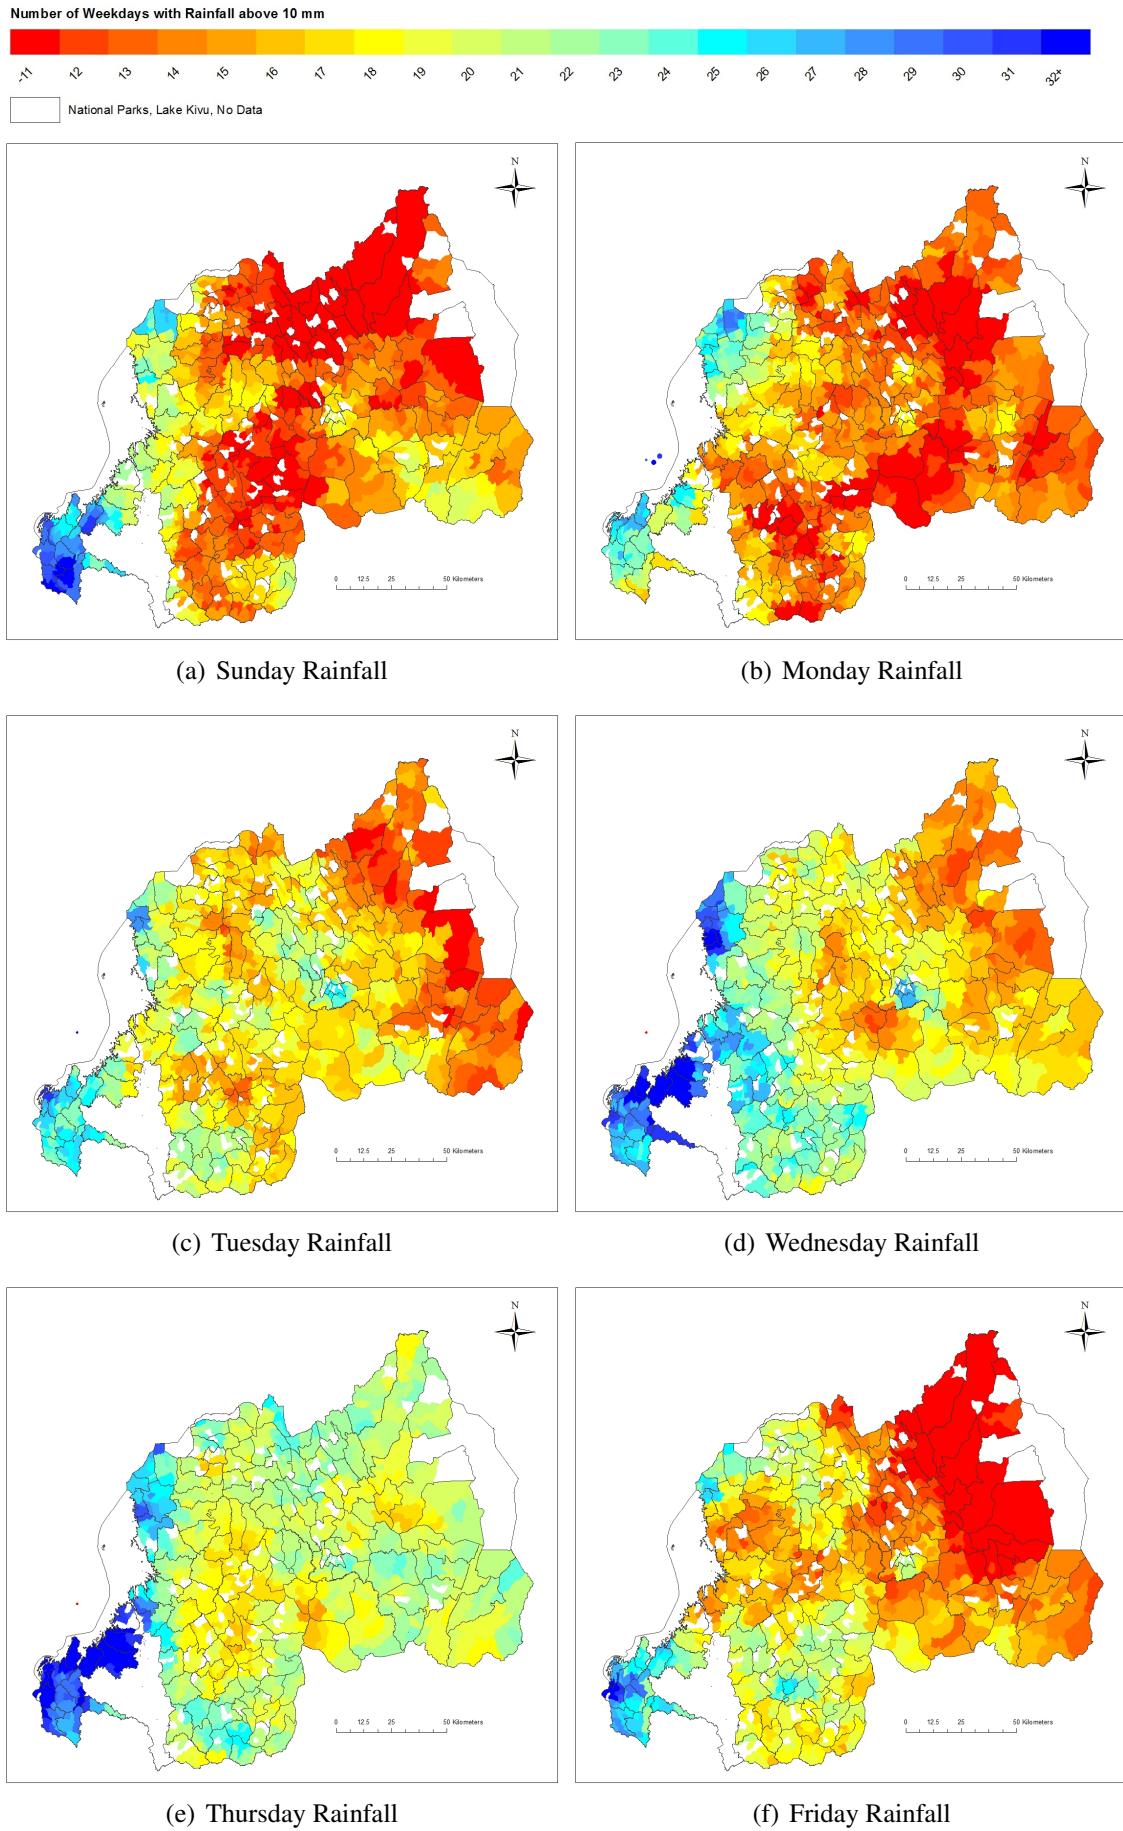 Number of Weekdays with Rainfall above 10 mm
-11 12 13 14 15 16 17 18 19 20 21 22 23 24 25 26 27 28 29 30 31 32+
National Parks, Lake Kivu, No Data
N N
0 12.5 25 50 Kilometers 0 12.5 25 50 Kilometers
(a) Sunday Rainfall (b) Monday Rainfall
N N
0 12.5 25 50 Kilometers 0 12.5 25 50 Kilometers
(c) Tuesday Rainfall (d) Wednesday Rainfall
N N
0 12.5 25 50 Kilometers 0 12.5 25 50 Kilometers
(e) Thursday Rainfall (f) Friday Rainfall